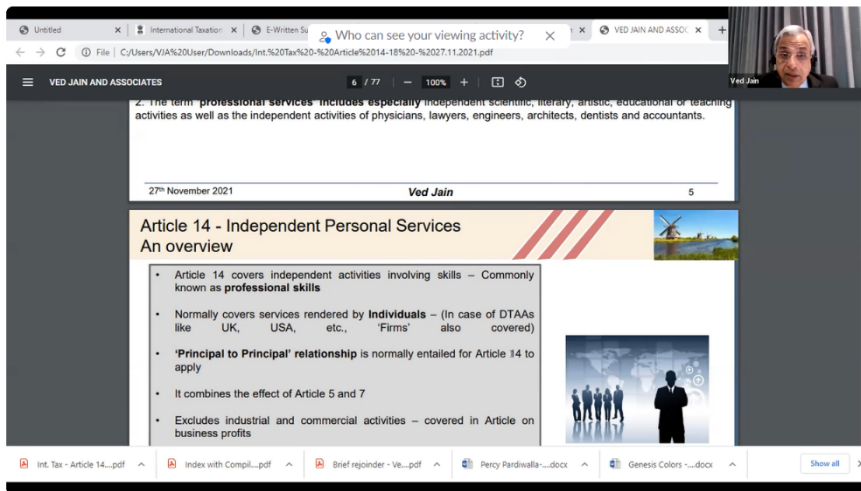 Untitled
International Taxation
E-Written Su
Who can see your viewing activity?
VED JAIN AND ASSOC
File
C:/Users/VJA%20User/Downloads/Int.%20Tax%20-%20Article%2014-18%20-%2027.11.2021.pdf
VED JAIN AND ASSOCIATES
6 / 77
100%
Ved Jain
2. The term 'professional services' includes especially independent scientific, literary, artistic, educational or teaching
activities as well as the independent activities of physicians, lawyers, engineers, architects, dentists and accountants.
27th November 2021
Ved Jain
5
Article 14 - Independent Personal Services
An overview
• Article 14 covers independent activities involving skills – Commonly
known as professional skills
• Normally covers services rendered by Individuals – (In case of DTAAs
like UK, USA, etc., 'Firms' also covered)
• 'Principal to Principal' relationship is normally entailed for Article 14 to
apply
• It combines the effect of Article 5 and 7
• Excludes industrial and commercial activities – covered in Article on
business profits
Int. Tax - Article 14....pdf
Index with Compil....pdf
Brief rejoinder - Ve....pdf
Percy Pardiwalla-....docx
Genesis Colors -....docx
Show all